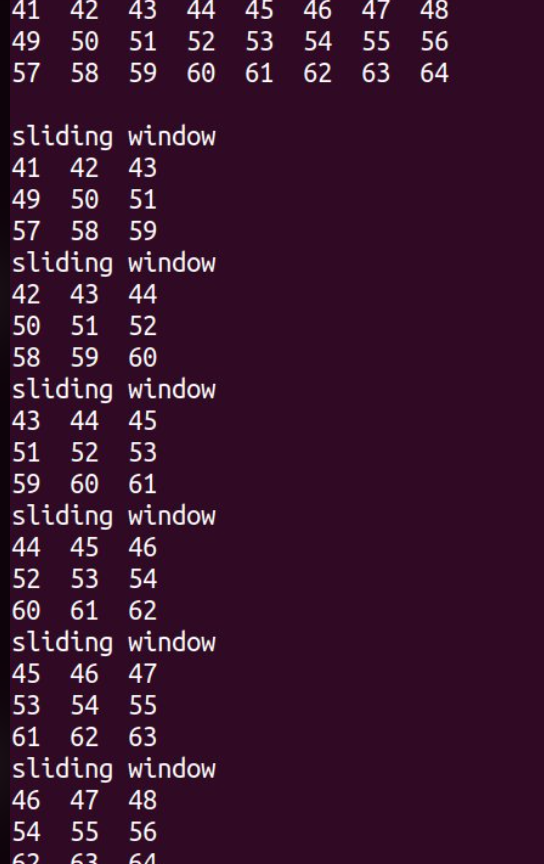 41 42 43 44 45 46 47 48
49 50 51 52 53 54 55 56
57 58 59 60 61 62 63 64
sliding window
41 42 43
49 50 51
57 58 59
sliding window
42 43 44
50 51 52
58 59 60
sliding window
43 44 45
51 52 53
59 60 61
sliding window
44 45 46
52 53 54
60 61 62
sliding window
45 46 47
53 54 55
61 62 63
sliding window
46 47 48
54 55 56
62 63 64